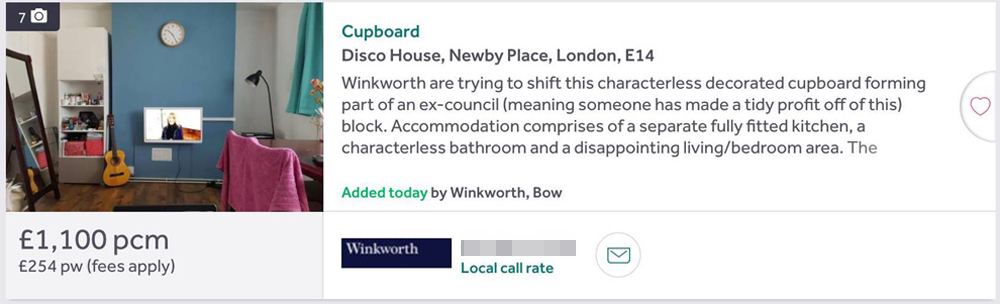 7
Cupboard
Disco House, Newby Place, London, E14
Winkworth are trying to shift this characterless decorated cupboard forming
part of an ex-council (meaning someone has made a tidy profit off of this)
block. Accommodation comprises of a separate fully fitted kitchen, a
characterless bathroom and a disappointing living/bedroom area. The
Added today by Winkworth, Bow
£1,100 pcm
£254 pw (fees apply)
Winkworth
Local call rate